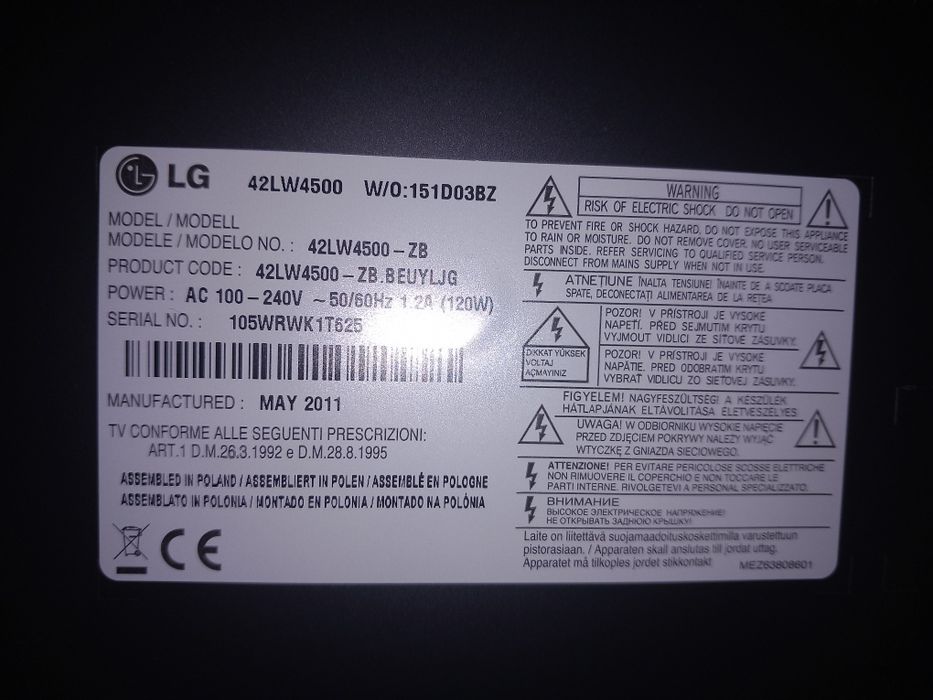 LG 42LW4500 W/O:151D03BZ
MODEL / MODELL
MODELE / MODELO NO. : 42LW4500-ZB
PRODUCT CODE : 42LW4500-ZB.BEUYLJG
POWER : AC 100-240V ~50/60Hz 1.2A (120W)
SERIAL NO. : 105WRWK1T625
MANUFACTURED : MAY 2011
TV CONFORME ALLE SEGUENTI PRESCRIZIONI:
ART.1 D.M.26.3.1992 e D.M.28.8.1995
ASSEMBLED IN POLAND / ASSEMBLIERT IN POLEN / ASSEMBLÉ EN POLOGNE
ASSEMBLATO IN POLONIA / MONTADO EN POLONIA / MONTADO NA POLÓNIA
CE
WARNING
RISK OF ELECTRIC SHOCK DO NOT OPEN
TO PREVENT FIRE OR SHOCK HAZARD, DO NOT EXPOSE THIS APPLIANCE
TO RAIN OR MOISTURE. DO NOT REMOVE COVER. NO USER SERVICEABLE
PARTS INSIDE. REFER SERVICING TO QUALIFIED SERVICE PERSON.
DISCONNECT FROM MAINS SUPPLY WHEN NOT IN USE.
ATNEŢIUNE ÎNALTA TENSIUNE! ÎNAINTE DE A SCOATE PLACA
SPATE, DECONECTAŢI ALIMENTAREA DE LA REŢEA
DIKKAT YÜKSEK
VOLTAJ
AÇMAYINIZ
POZOR! V PŘÍSTROJI JE VYSOKÉ
NAPĚTÍ. PŘED SEJMUTIM KRYTU
VYJMOUT VIDLICI ZE SÍŤOVÉ ZÁSUVKY.
POZOR! V PRÍSTROJI JE VYSOKÉ
NAPÄTIE. PRED ODOBRATIM KRYTU
VYBRAŤ VIDLICU ZO SIEŤOVEJ ZÁSUVKY.
FIGYELEM! NAGYFESZÜLTSÉG! A KÉSZÜLÉK
HÁTLAPJÁNAK ELTÁVOLÍTÁSA ÉLETVESZÉLYES
UWAGA! W ODBIORNIKU WYSOKIE NAPIĘCIE
PRZED ZDJĘCIEM POKRYWY NALEŻY WYJĄĆ
WTYCZKĘ Z GNIAZDA SIECIOWEGO.
ATTENZIONE! PER EVITARE PERICOLOSE SCOSSE ELETTRICHE
NON RIMUOVERE IL COPERCHIO E NON TOCCARE LE
PARTI INTERNE. RIVOLGETEVI A PERSONAL SPECIALIZZATO.
ВНИМАНИЕ
ВЫСОКОЕ ЭЛЕКТРИЧЕСКОЕ НАПРЯЖЕНИЕ!
НЕ ОТКРЫВАТЬ ЗАДНЮЮ КРЫШКУ!
Laite on liitettävä suojamaadoituskoskettimilla varustettuun
pistorasiaan. / Apparaten skall anslutas till jordat uttag.
Apparatet må tilkoples jordet stikkontakt MEZ63808601